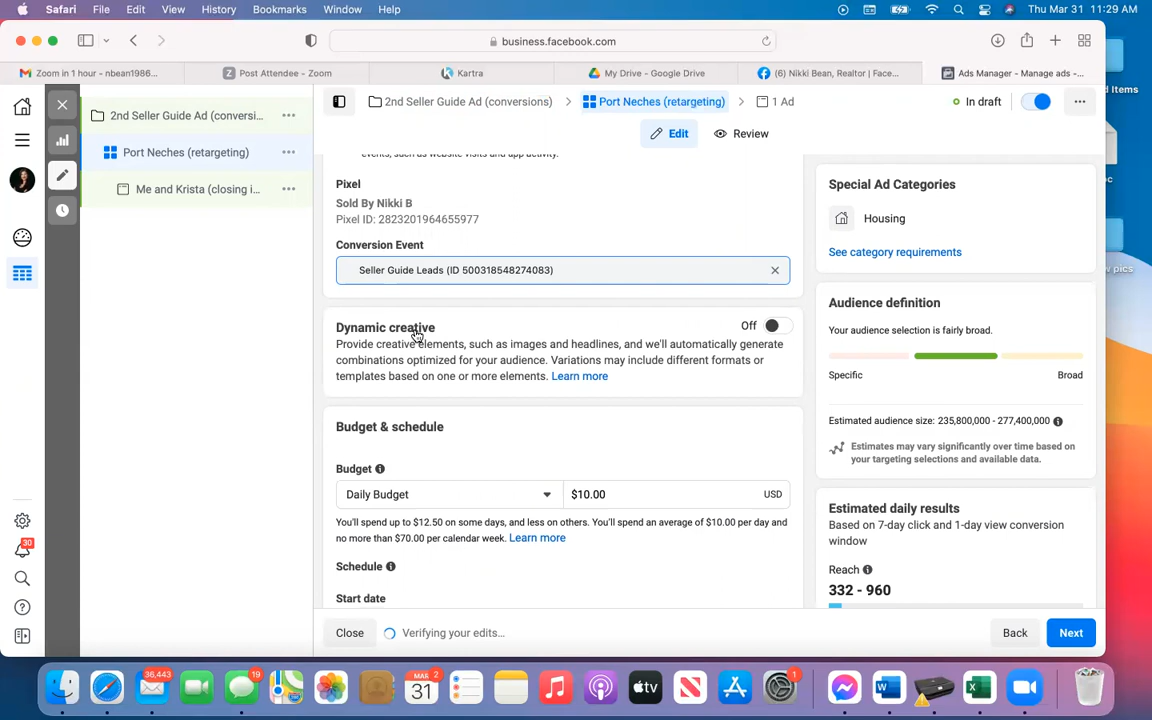 Safari File Edit View History Bookmarks Window Help Thu Mar 31 11:29 AM
business.facebook.com
Zoom in 1 hour - nbean1986... Post Attendee - Zoom Kartra My Drive - Google Drive (6) Nikki Bean, Realtor | Face... Ads Manager - Manage ads -...
2nd Seller Guide Ad (conversi...
Port Neches (retargeting)
Me and Krista (closing i...
30
2nd Seller Guide Ad (conversions) Port Neches (retargeting) 1 Ad In draft
Edit Review
events, such as website visits and app activity.
Pixel
Sold By Nikki B
Pixel ID: 2823201964655977
Conversion Event
Seller Guide Leads (ID 500318548274083)
Dynamic creative Off
Provide creative elements, such as images and headlines, and we'll automatically generate
combinations optimized for your audience. Variations may include different formats or
templates based on one or more elements. Learn more
Budget & schedule
Budget
Daily Budget $10.00 USD
You'll spend up to $12.50 on some days, and less on others. You'll spend an average of $10.00 per day and
no more than $70.00 per calendar week. Learn more
Schedule
Start date
Special Ad Categories
Housing
See category requirements
Audience definition
Your audience selection is fairly broad.
Specific Broad
Estimated audience size: 235,800,000 - 277,400,000
Estimates may vary significantly over time based on
your targeting selections and available data.
Estimated daily results
Based on 7-day click and 1-day view conversion
window
Reach
332 - 960
Close Verifying your edits... Back Next
d Items
oc
v pics
36,443 19 MAR 2 31 tv 1 W X